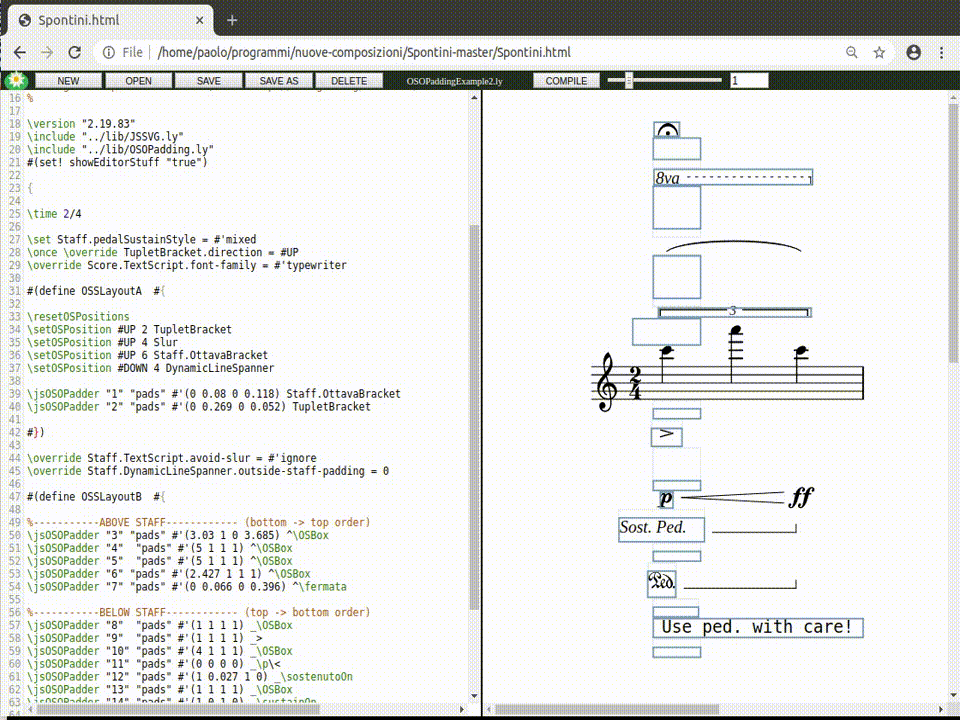 Spontini.html
File /home/paolo/programmi/nuove-composizioni/Spontini-master/Spontini.html
NEW OPEN SAVE SAVE AS DELETE OSOPaddingExample2.ly COMPILE 1
16 %
17
18 \version "2.19.83"
19 \include "../lib/JSSVG.ly"
20 \include "../lib/OSOPadding.ly"
21 #(set! showEditorStuff "true")
22
23 {
24
25 \time 2/4
26
27 \set Staff.pedalSustainStyle = #'mixed
28 \once \override TupletBracket.direction = #UP
29 \override Score.TextScript.font-family = #'typewriter
30
31 #(define OSSLayoutA  #{
32
33 \resetOSPositions
34 \setOSPosition #UP 2 TupletBracket
35 \setOSPosition #UP 4 Slur
36 \setOSPosition #UP 6 Staff.OttavaBracket
37 \setOSPosition #DOWN 4 DynamicLineSpanner
38
39 \jsOSOPadder "1" "pads" #'(0 0.08 0 0.118) Staff.OttavaBracket
40 \jsOSOPadder "2" "pads" #'(0 0.269 0 0.052) TupletBracket
41
42 #})
43
44 \override Staff.TextScript.avoid-slur = #'ignore
45 \override Staff.DynamicLineSpanner.outside-staff-padding = 0
46
47 #(define OSSLayoutB  #{
48
49 %-----------ABOVE STAFF------------ (bottom -> top order)
50 \jsOSOPadder "3" "pads" #'(3.03 1 0 3.685) ^\OSBox
51 \jsOSOPadder "4"  "pads" #'(5 1 1 1) ^\OSBox
52 \jsOSOPadder "5"  "pads" #'(5 1 1 1) ^\OSBox
53 \jsOSOPadder "6" "pads" #'(2.427 1 1 1) ^\OSBox
54 \jsOSOPadder "7" "pads" #'(0 0.066 0 0.396) ^\fermata
55
56 %-----------BELOW STAFF------------ (top -> bottom order)
57 \jsOSOPadder "8"  "pads" #'(1 1 1 1) _\OSBox
58 \jsOSOPadder "9"  "pads" #'(1 1 1 1) _>
59 \jsOSOPadder "10" "pads" #'(4 1 1 1) _\OSBox
60 \jsOSOPadder "11" "pads" #'(0 0 0 0) _\p\<
61 \jsOSOPadder "12" "pads" #'(1 0.027 1 0) _\sostenutoOn
62 \jsOSOPadder "13" "pads" #'(1 1 1 1) _\OSBox
63 \jsOSOPadder "14" "pads" #'(1 0 1 0) _\sustainOn
8va
3
2
4
p ff
Sost. Ped.
Ped.
Use ped. with care!